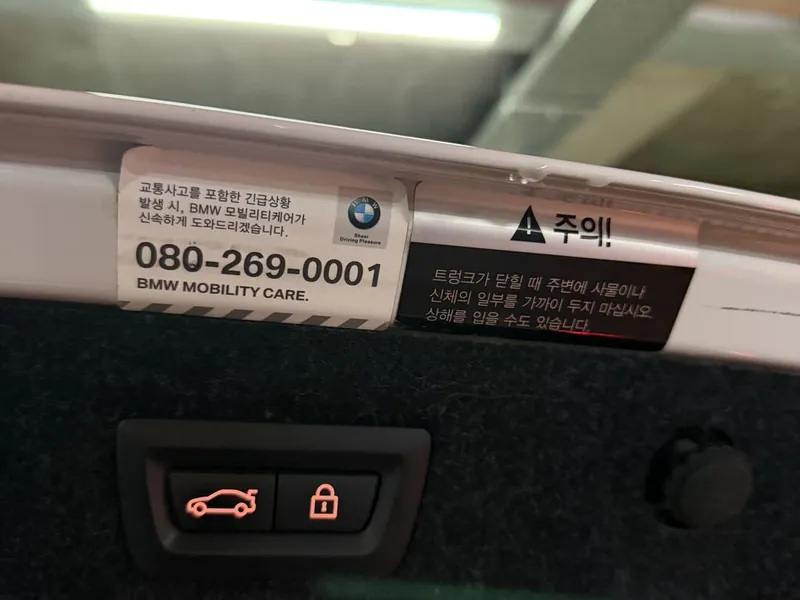 교통사고를 포함한 긴급상황
발생 시, BMW 모빌리티케어가
신속하게 도와드리겠습니다.
BMW
Sheer
Driving Pleasure
080-269-0001
BMW MOBILITY CARE.
주의!
트렁크가 닫힐 때 주변에 사물이나
신체의 일부를 가까이 두지 마십시오.
상해를 입을 수도 있습니다.